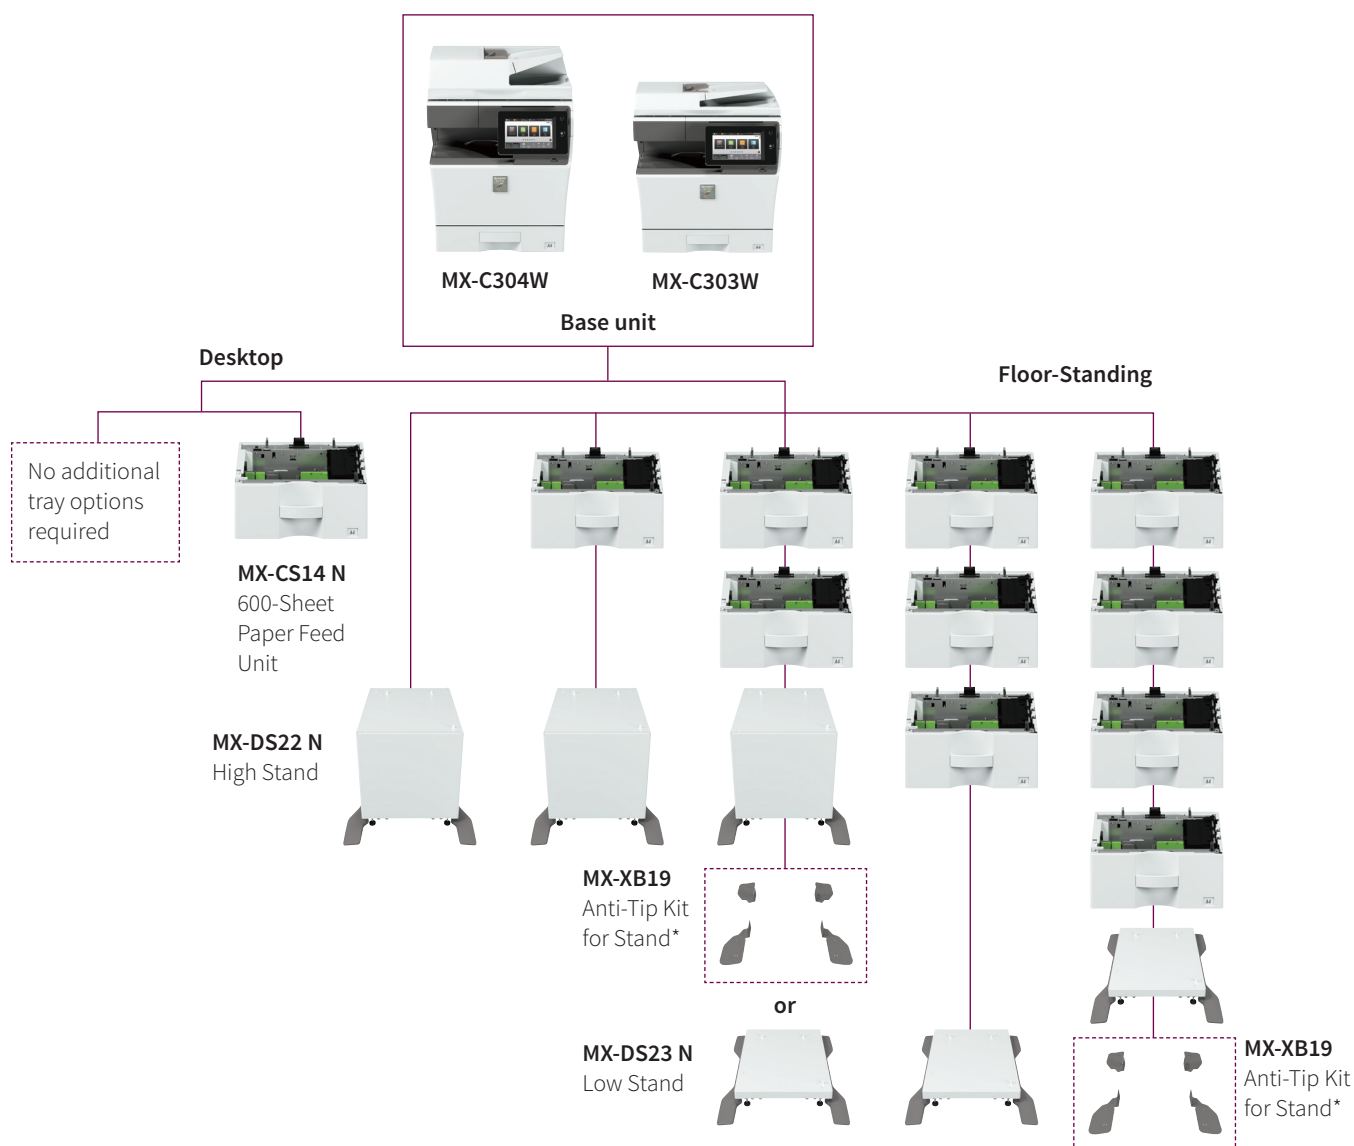 MX-C304W
MX-C303W
Base unit
Desktop
Floor-Standing
No additional
tray options
required
MX-CS14 N
600-Sheet
Paper Feed
Unit
MX-DS22 N
High Stand
MX-XB19
Anti-Tip Kit
for Stand*
or
MX-DS23 N
Low Stand
MX-XB19
Anti-Tip Kit
for Stand*